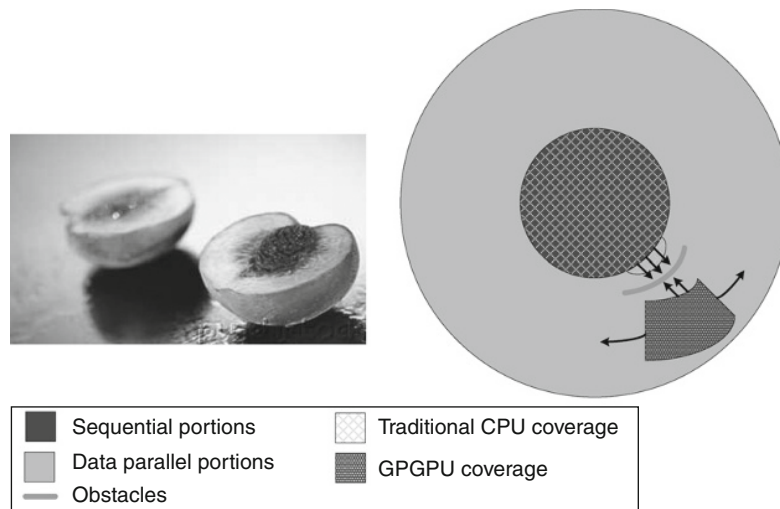 Sequential portions
Traditional CPU coverage
Data parallel portions
GPGPU coverage
Obstacles